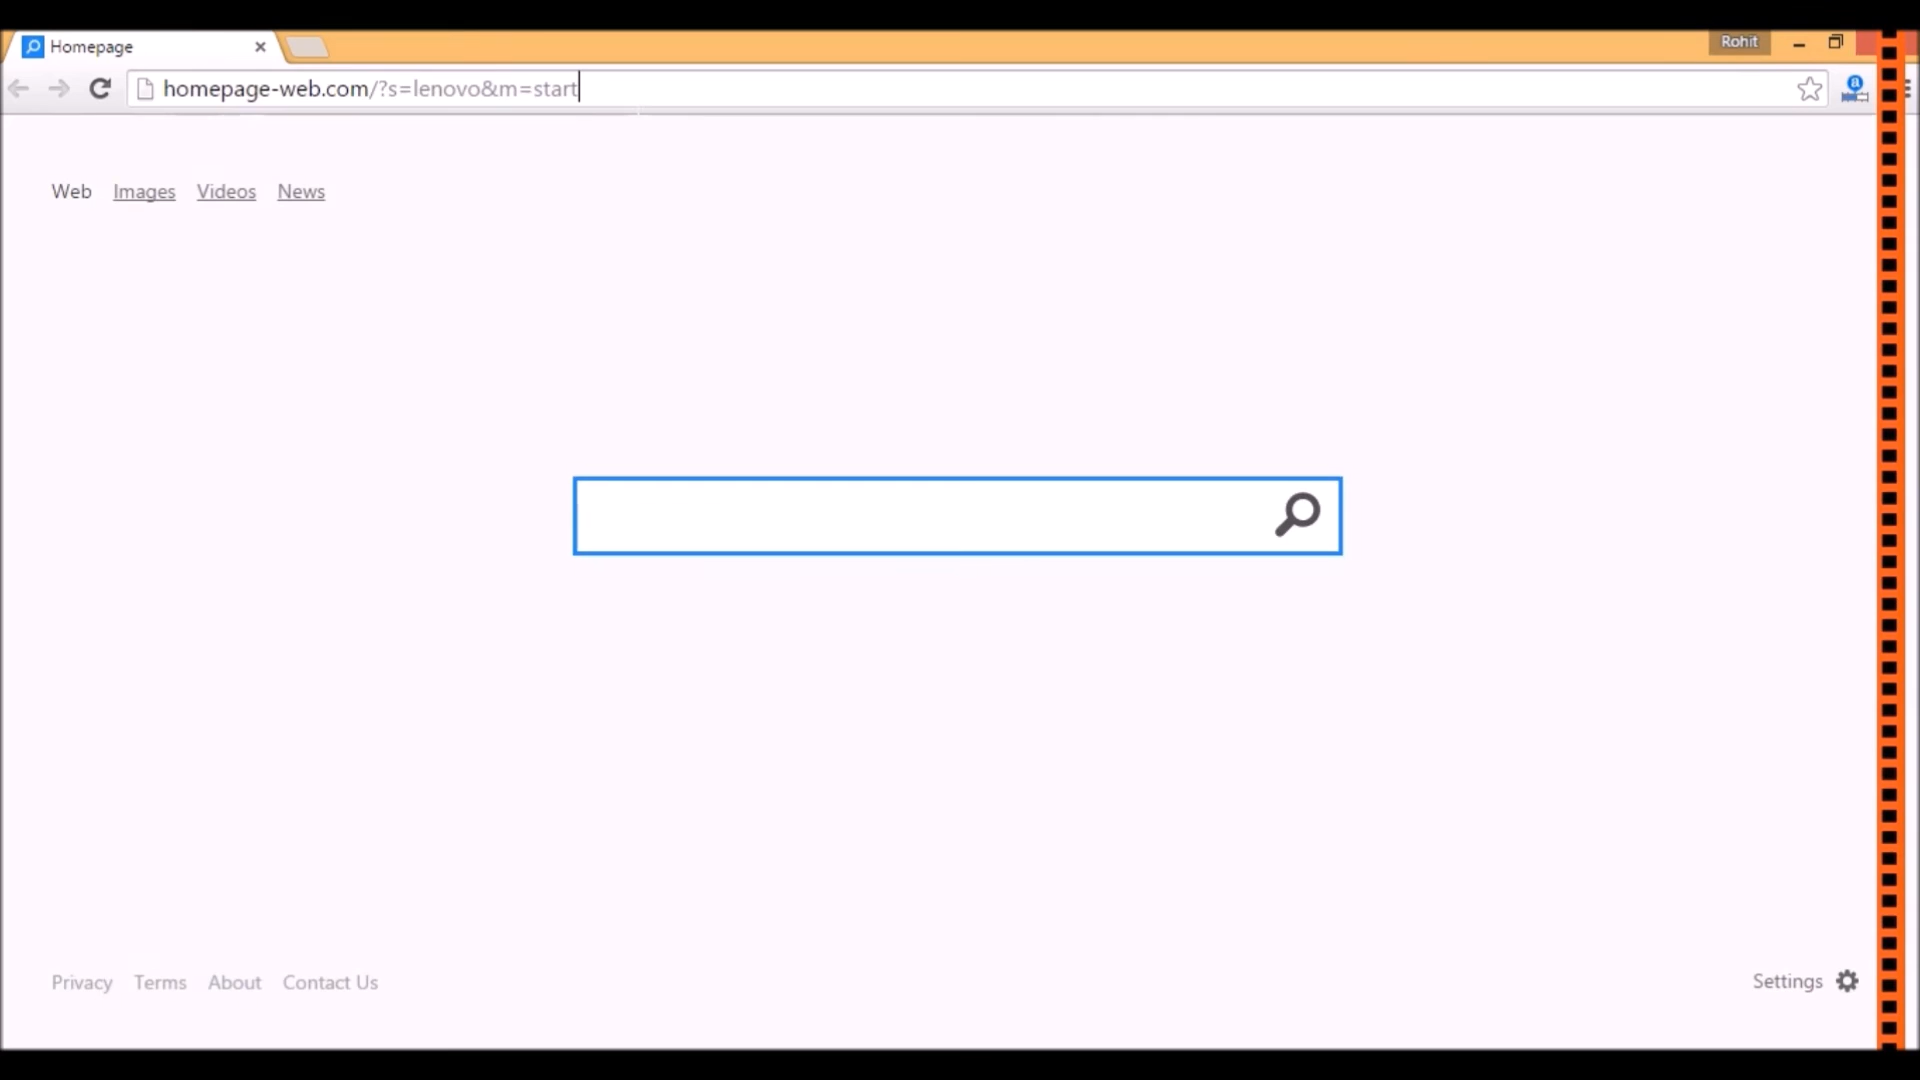 Homepage
Rohit
homepage-web.com/?s=lenovo&m=start
Web Images Videos News
Privacy Terms About Contact Us
Settings